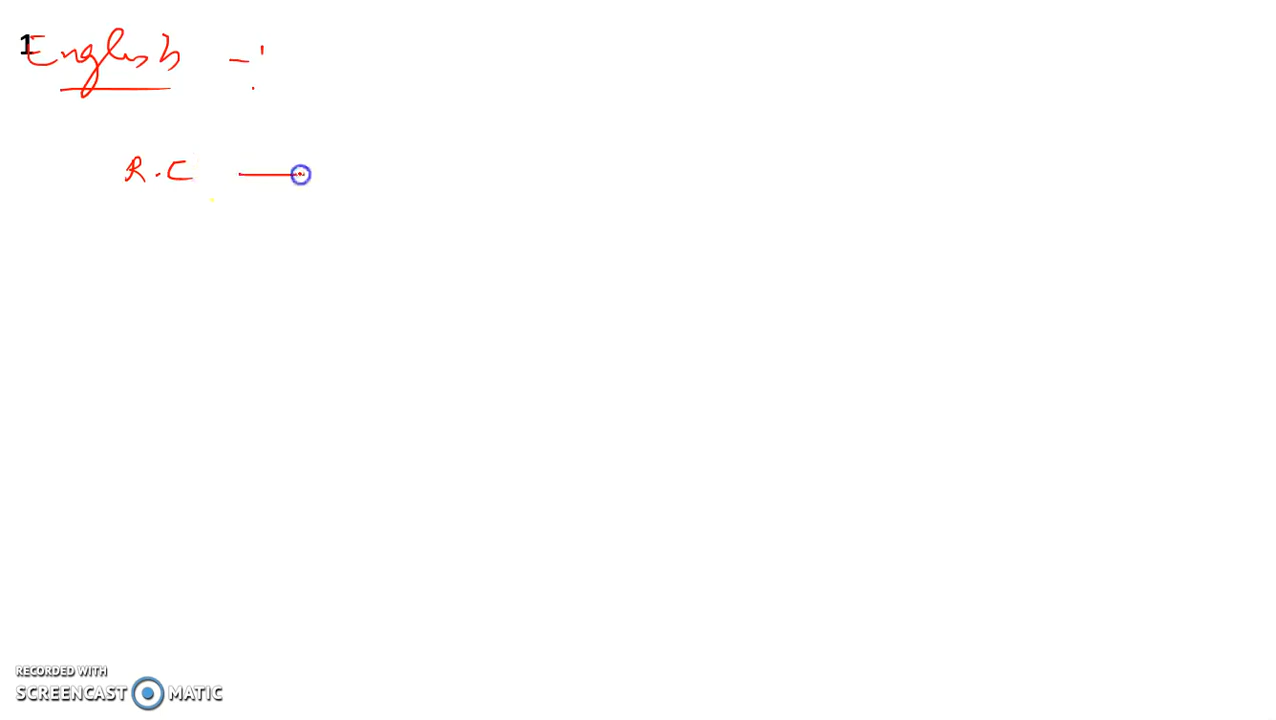 1
English -:
R.C —
RECORDED WITH
SCREENCAST MATIC